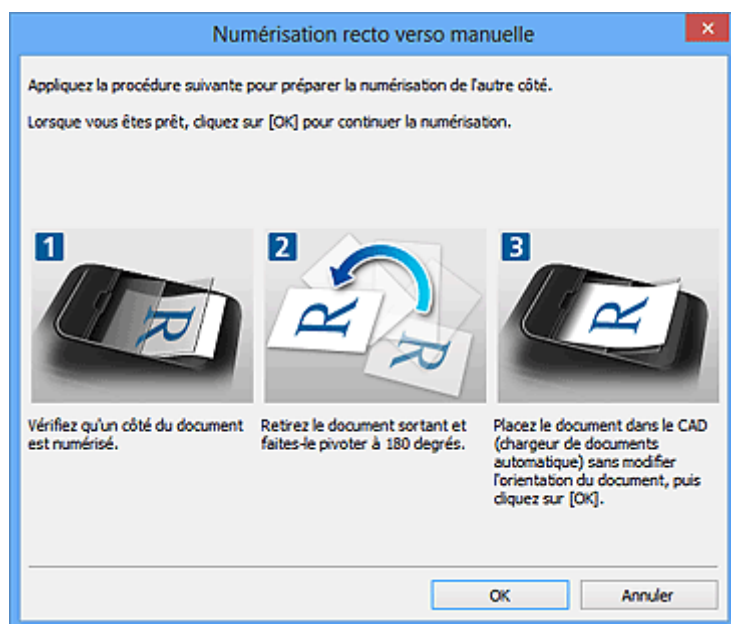 Numérisation recto verso manuelle
Appliquez la procédure suivante pour préparer la numérisation de l'autre côté.
Lorsque vous êtes prêt, cliquez sur [OK] pour continuer la numérisation.
1
R
Vérifiez qu'un côté du document
est numérisé.
2
R
R
Retirez le document sortant et
faites-le pivoter à 180 degrés.
3
R
Placez le document dans le CAD
(chargeur de documents
automatique) sans modifier
l'orientation du document, puis
cliquez sur [OK].
OK
Annuler